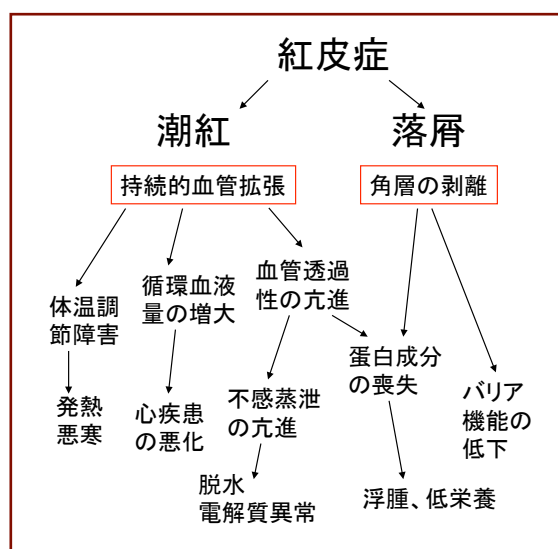 紅皮症
潮紅
落屑
持続的血管拡張
角層の剥離
体温調
節障害
循環血液
量の増大
血管透過
性の亢進
蛋白成分
の喪失
バリア
機能の
低下
発熱
悪寒
心疾患
の悪化
不感蒸泄
の亢進
脱水
電解質異常
浮腫、低栄養